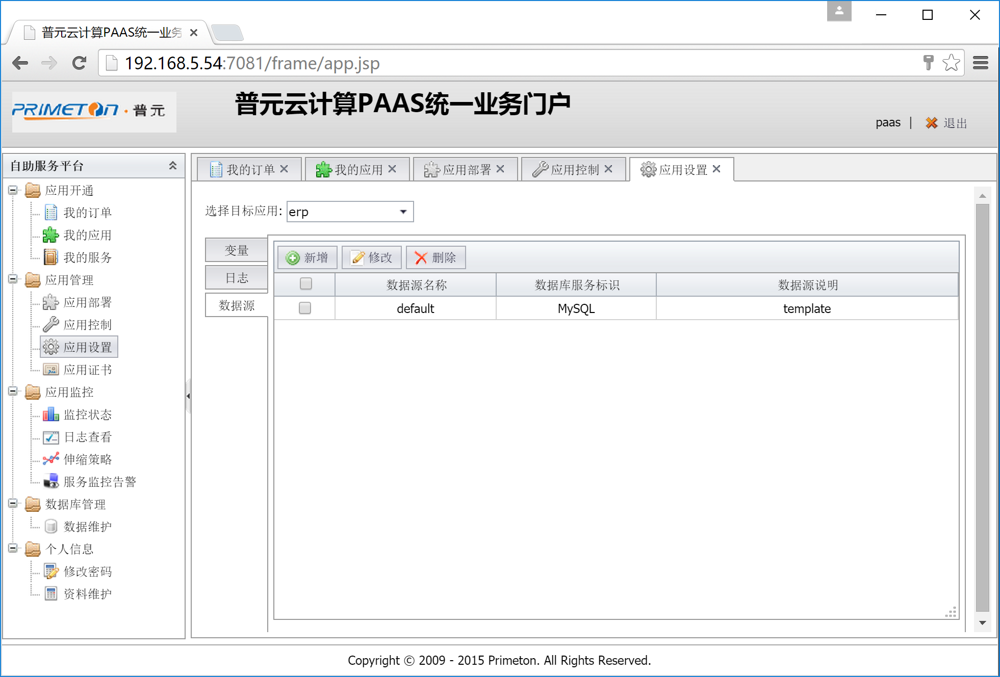 普元云计算PAAS统一业务
192.168.5.54:7081/frame/app.jsp
PRIMETON·普元
普元云计算PAAS统一业务门户
paas | 退出
自助服务平台
应用开通
我的订单
我的应用
我的服务
应用管理
应用部署
应用控制
应用设置
应用证书
应用监控
监控状态
日志查看
伸缩策略
服务监控告警
数据库管理
数据维护
个人信息
修改密码
资料维护
我的订单 我的应用 应用部署 应用控制 应用设置
选择目标应用: erp
变量
日志
数据源
新增 修改 删除
数据源名称 数据库服务标识 数据源说明
default MySQL template
Copyright © 2009 - 2015 Primeton. All Rights Reserved.